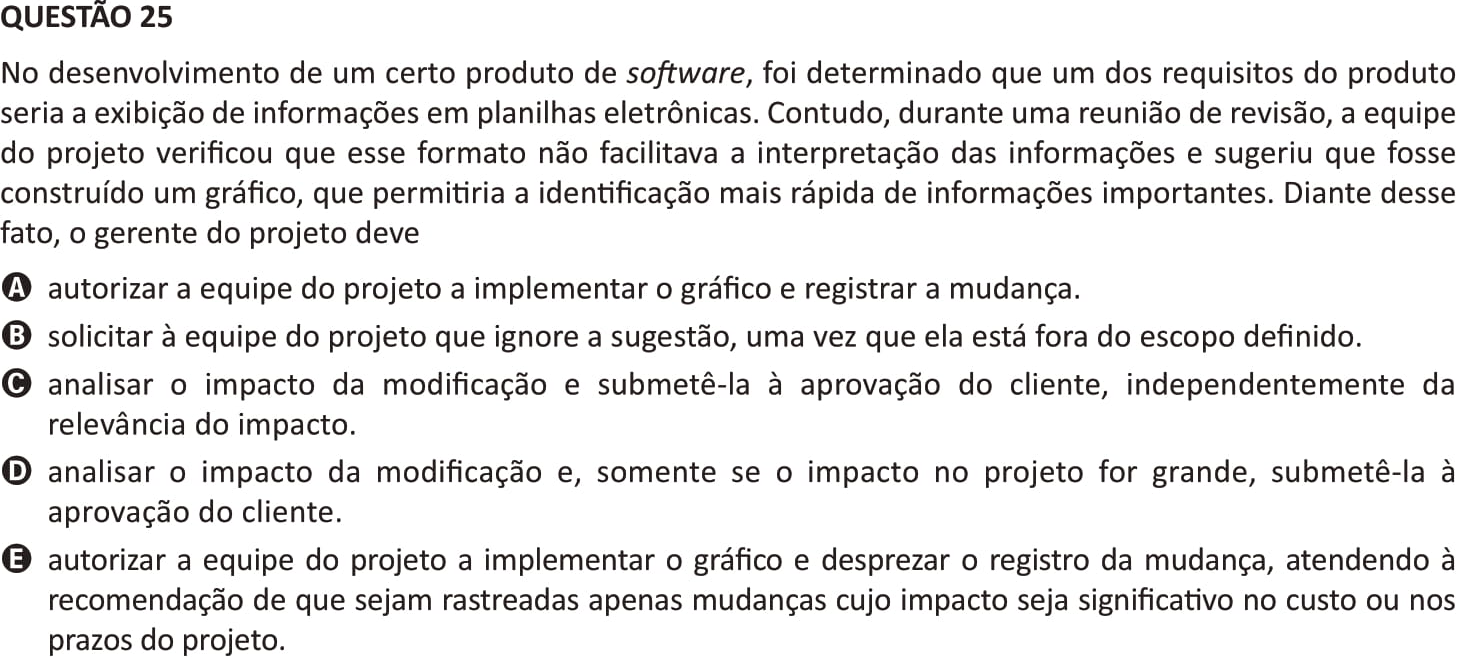 QUESTÃO 25
No desenvolvimento de um certo produto de software, foi determinado que um dos requisitos do produto
seria a exibição de informações em planilhas eletrônicas. Contudo, durante uma reunião de revisão, a equipe
do projeto verificou que esse formato não facilitava a interpretação das informações e sugeriu que fosse
construído um gráfico, que permitiria a identificação mais rápida de informações importantes. Diante desse
fato, o gerente do projeto deve
A autorizar a equipe do projeto a implementar o gráfico e registrar a mudança.
B solicitar à equipe do projeto que ignore a sugestão, uma vez que ela está fora do escopo definido.
C analisar o impacto da modificação e submetê-la à aprovação do cliente, independentemente da
relevância do impacto.
D analisar o impacto da modificação e, somente se o impacto no projeto for grande, submetê-la à
aprovação do cliente.
E autorizar a equipe do projeto a implementar o gráfico e desprezar o registro da mudança, atendendo à
recomendação de que sejam rastreadas apenas mudanças cujo impacto seja significativo no custo ou nos
prazos do projeto.